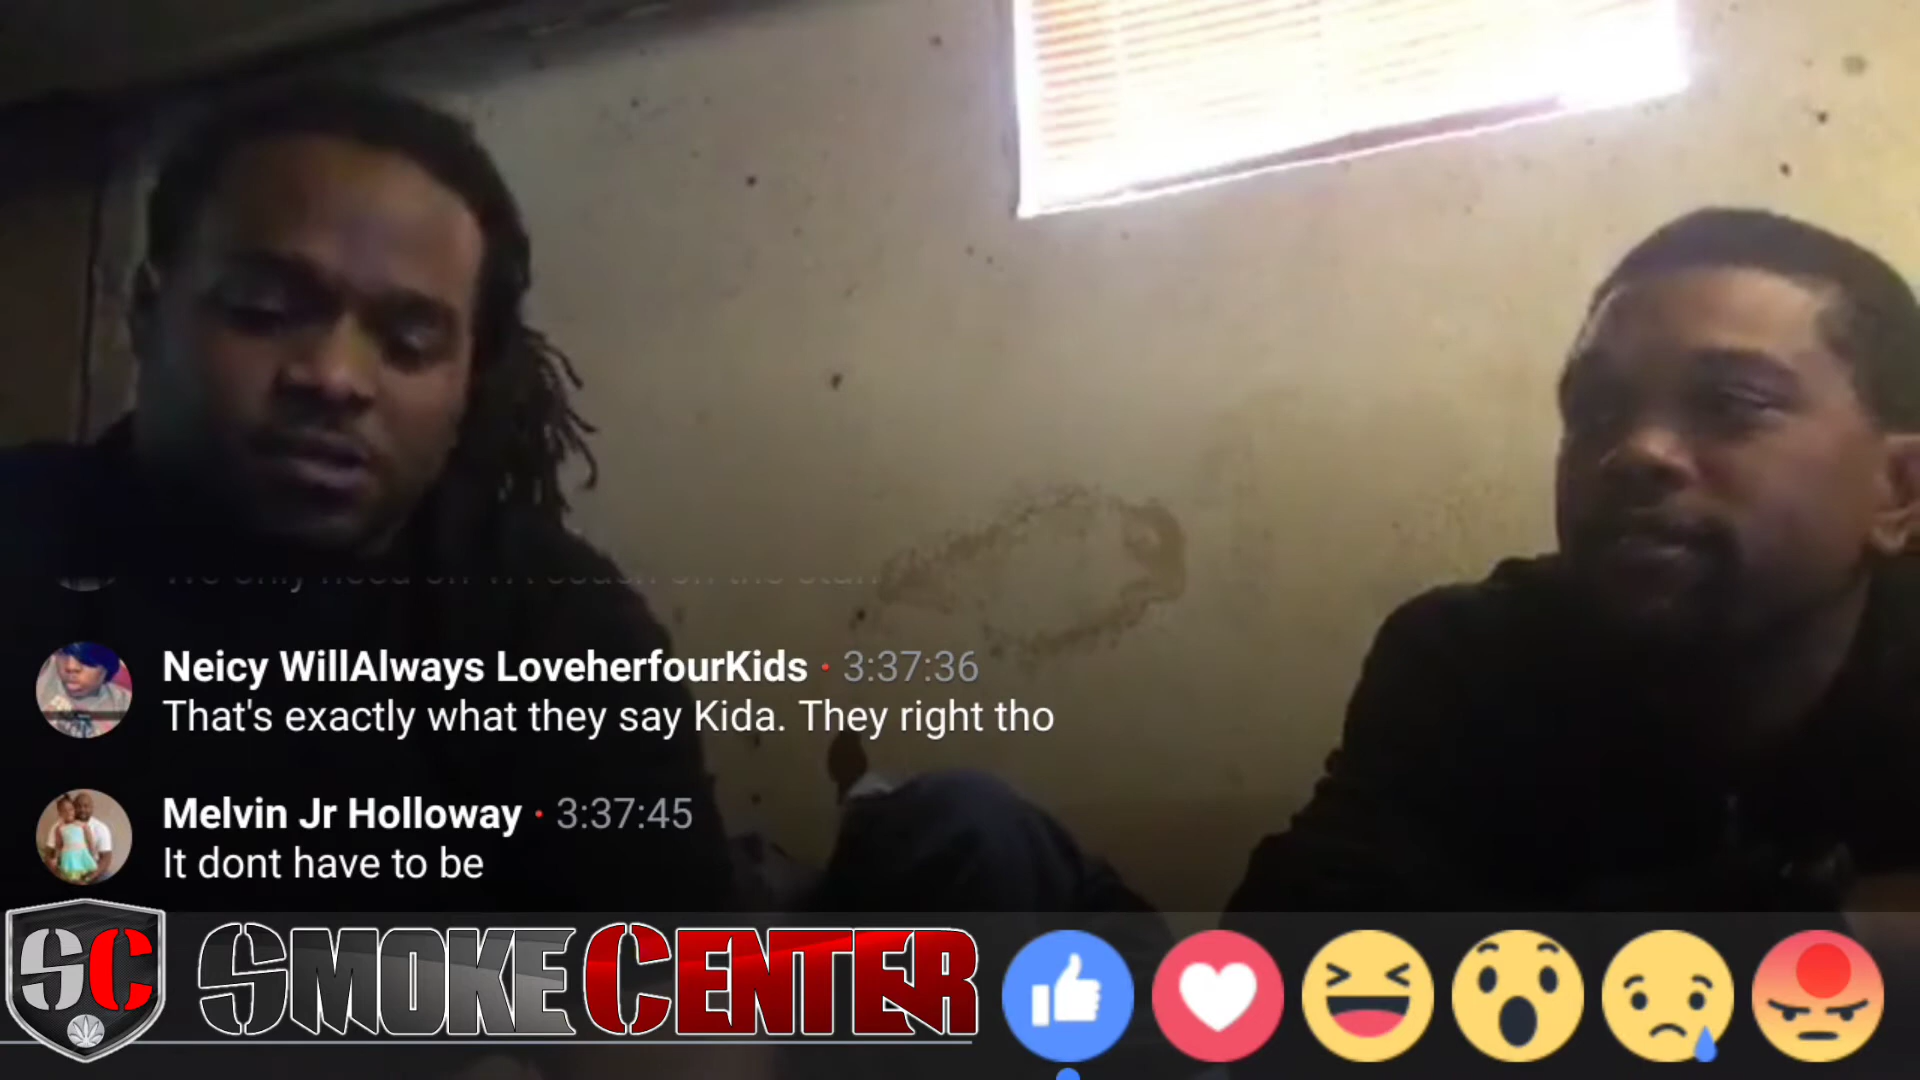 Neicy WillAlways LoveherfourKids · 3:37:36
That's exactly what they say Kida. They right tho
Melvin Jr Holloway · 3:37:45
It dont have to be
SC SMOKE CENTER